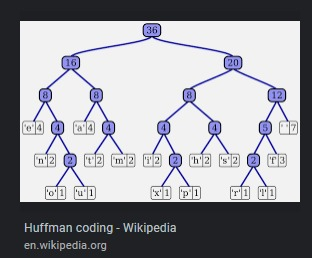 36
16 20
8 8 8 12
'e' 4 4 'a' 4 4 4 4 5 ' ' 7
'n' 2 2 't' 2 'm' 2 'i' 2 2 'h' 2 's' 2 2 'f' 3
'o' 1 'u' 1 'x' 1 'p' 1 'r' 1 'l' 1
Huffman coding - Wikipedia
en.wikipedia.org